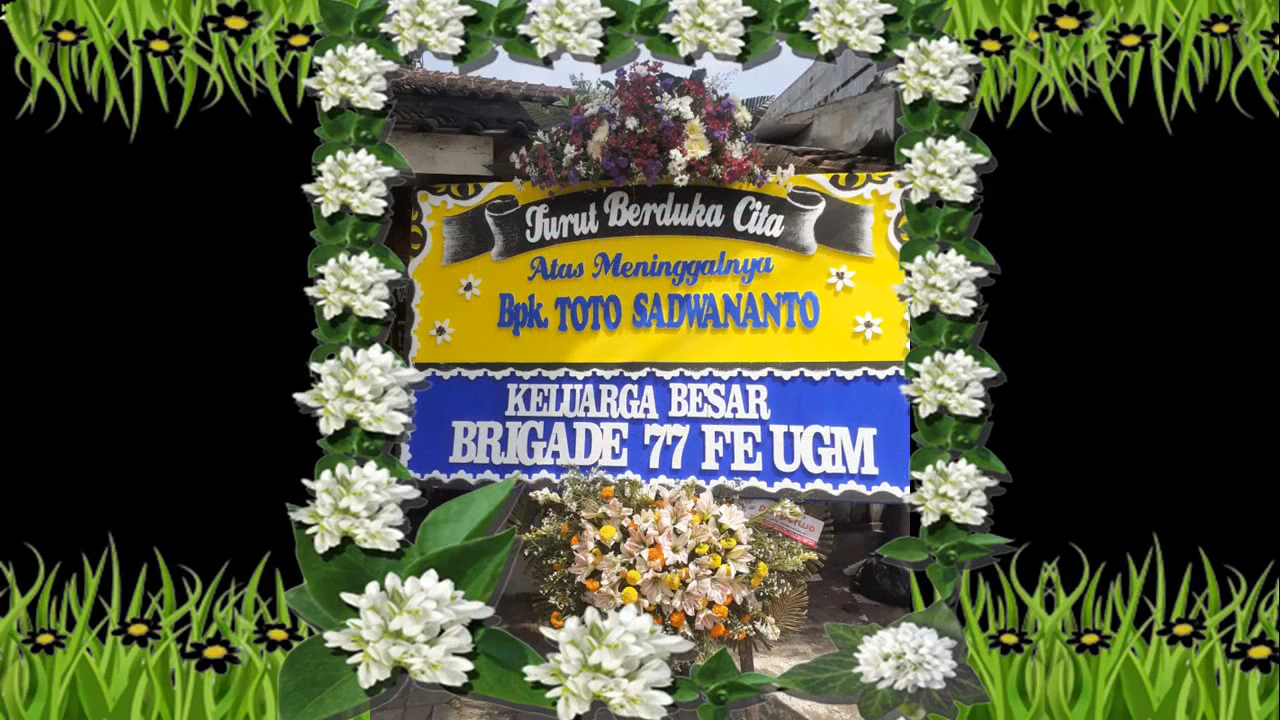 Turut Berduka Cita
Atas Meninggalnya
Bpk. TOTO SADWANANTO
KELUARGA BESAR
BRIGADE 77 FE UGM